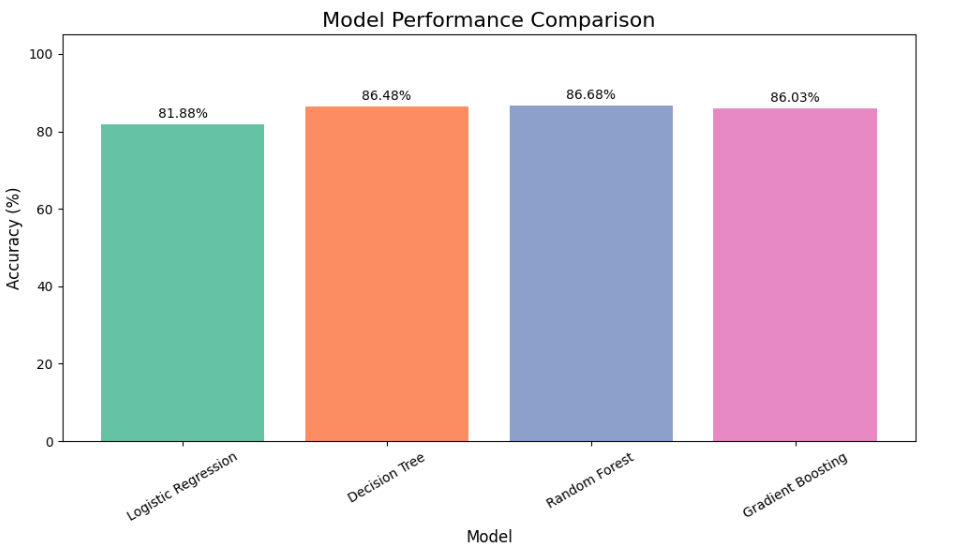 Model Performance Comparison
Accuracy (%)
100
80
60
40
20
0
81.88%
86.48%
86.68%
86.03%
Logistic Regression
Decision Tree
Random Forest
Gradient Boosting
Model